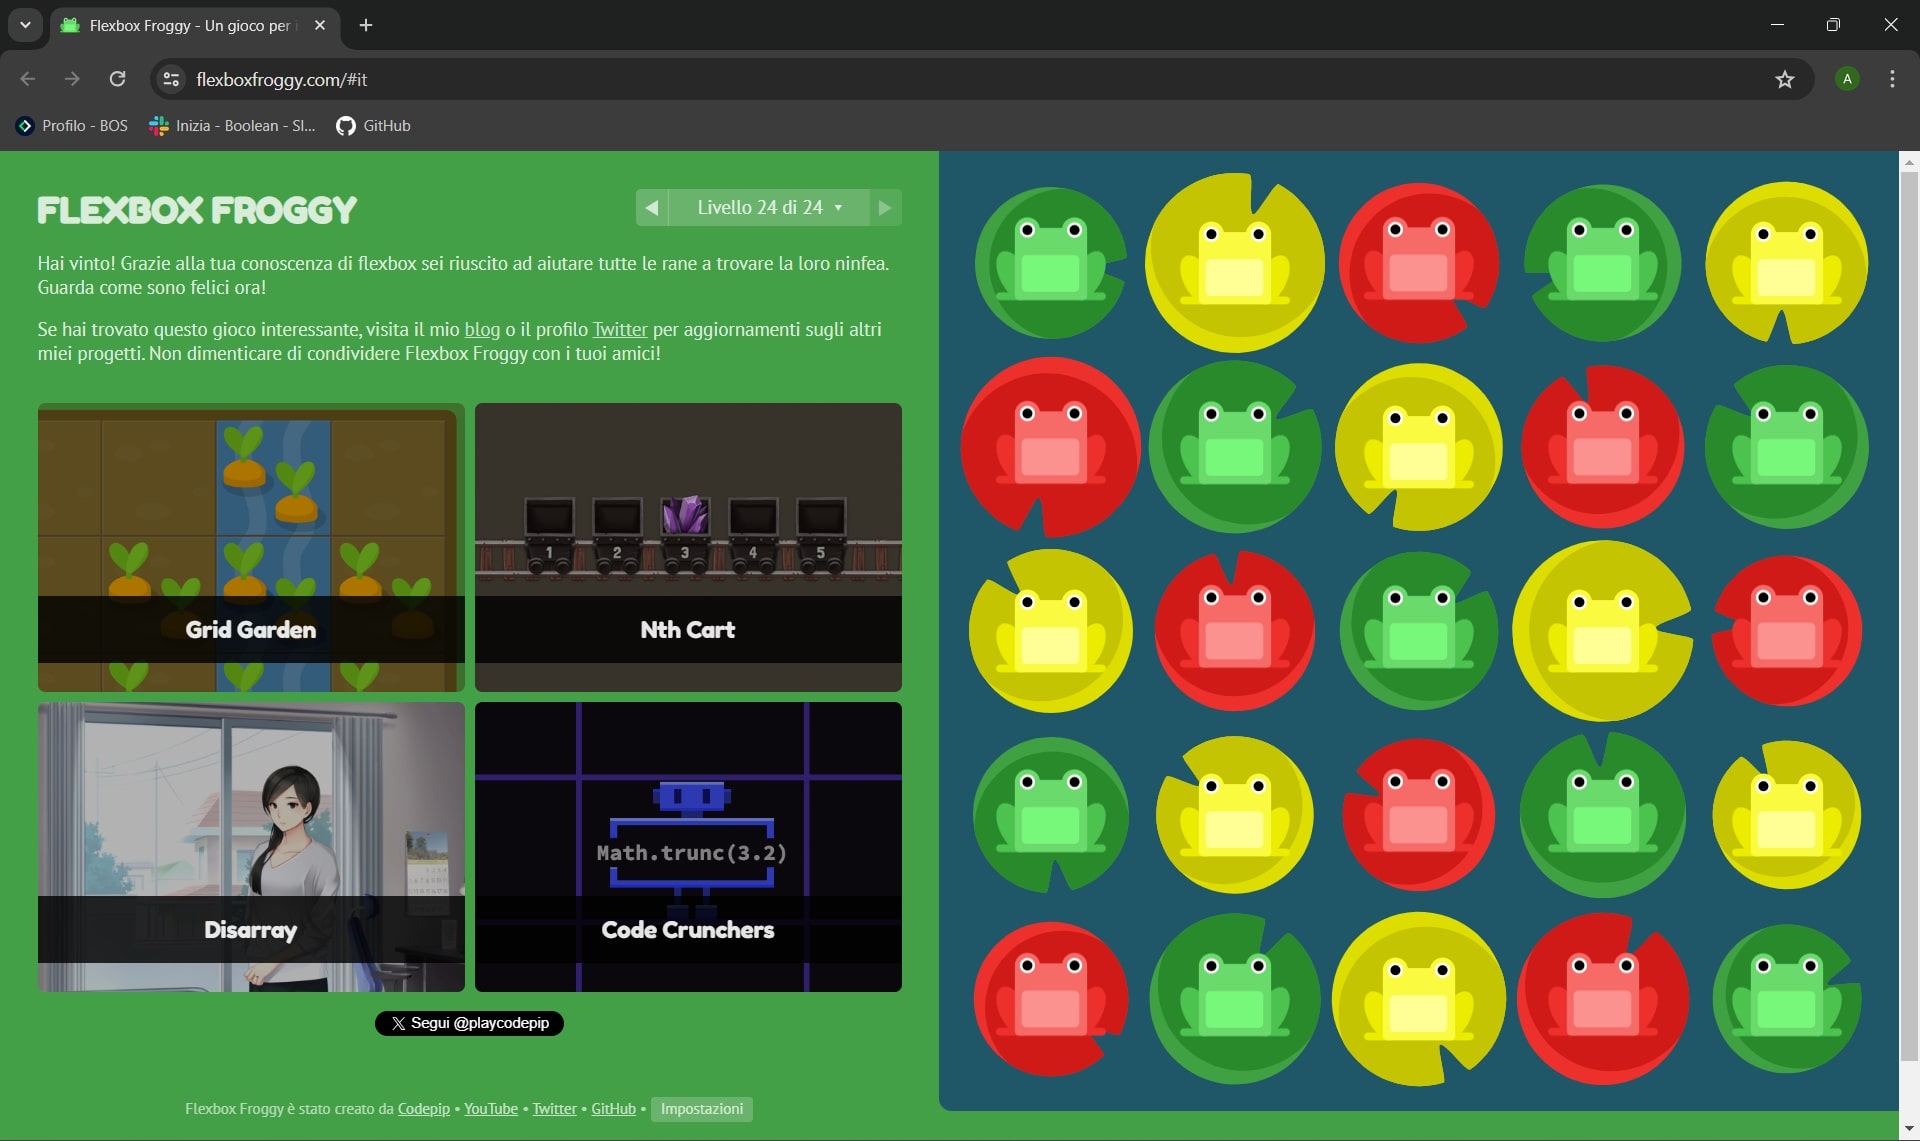 Flexbox Froggy - Un gioco per i
flexboxfroggy.com/#it
A
Profilo - BOS
Inizia - Boolean - Sl...
GitHub
FLEXBOX FROGGY
Livello 24 di 24
Hai vinto! Grazie alla tua conoscenza di flexbox sei riuscito ad aiutare tutte le rane a trovare la loro ninfea.
Guarda come sono felici ora!
Se hai trovato questo gioco interessante, visita il mio blog o il profilo Twitter per aggiornamenti sugli altri
miei progetti. Non dimenticare di condividere Flexbox Froggy con i tuoi amici!
1 2 3 4 5
Grid Garden
Nth Cart
Math.trunc(3.2)
Disarray
Code Crunchers
X Segui @playcodepip
Flexbox Froggy è stato creato da Codepip • YouTube • Twitter • GitHub • Impostazioni